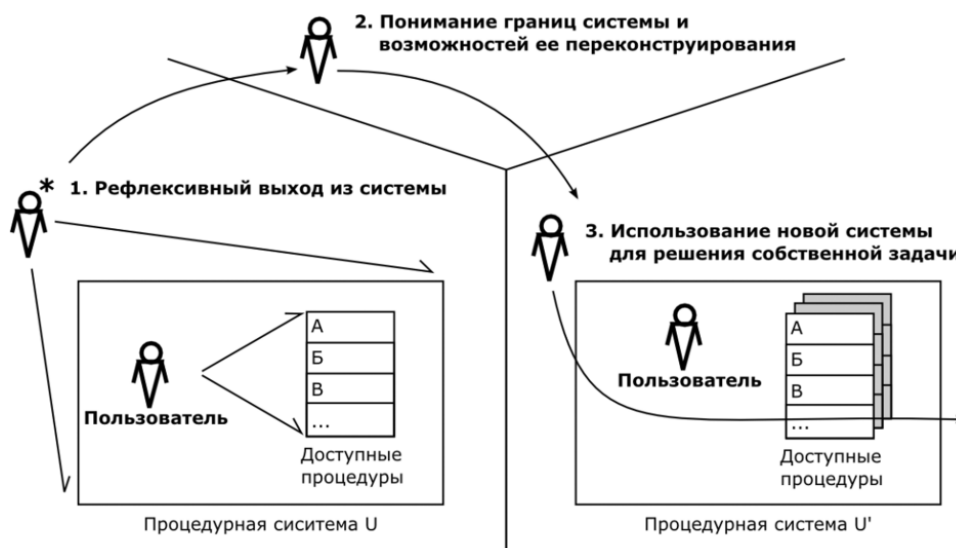 2. Понимание границ системы и
возможностей ее переконструирования
* 1. Рефлексивный выход из системы
3. Использование новой системы
для решения собственной задачи
А
Б
В
...
Пользователь
Доступные
процедуры
Процедурная сиситема U
А
Б
В
...
Пользователь
Доступные
процедуры
Процедурная система U'